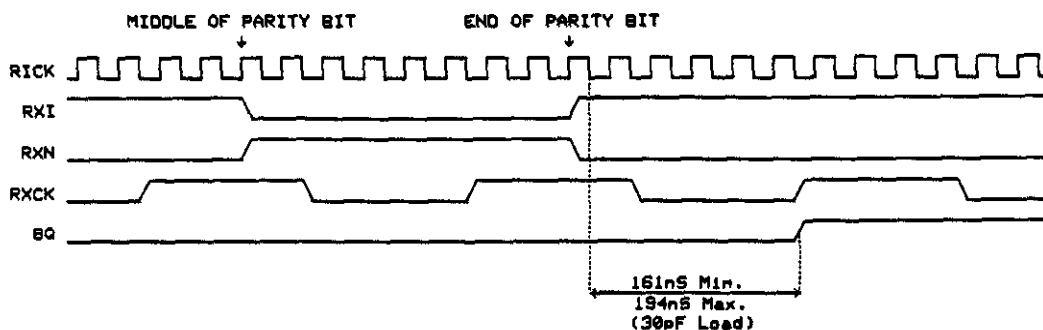 MIDDLE OF PARITY BIT END OF PARITY BIT
RICK
RXI
RXN
RXCK
BQ
161nS Min.
194nS Max.
(30pF Load)